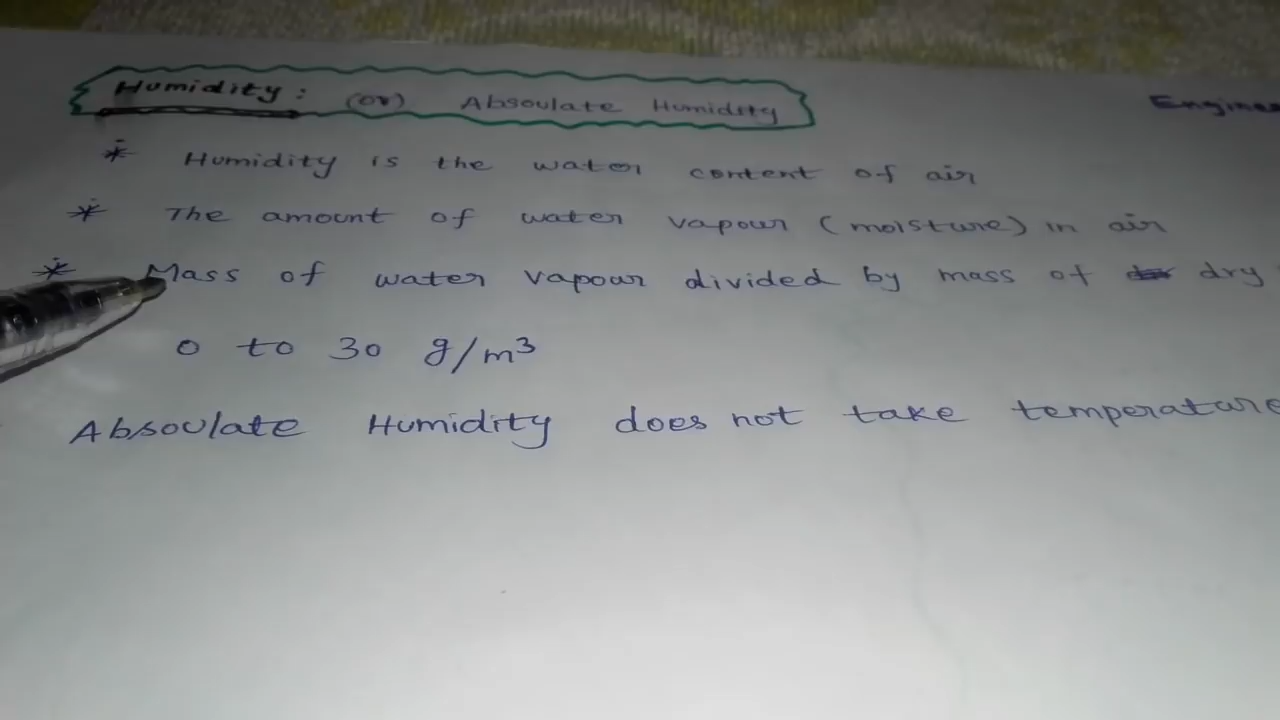 Humidity: (or) Absoulate Humidity
Enginee
* Humidity is the water content of air
* The amount of water vapour (moisture) in air
* Mass of water vapour divided by mass of dry
0 to 30 g/m³
Absoulate Humidity does not take temperature